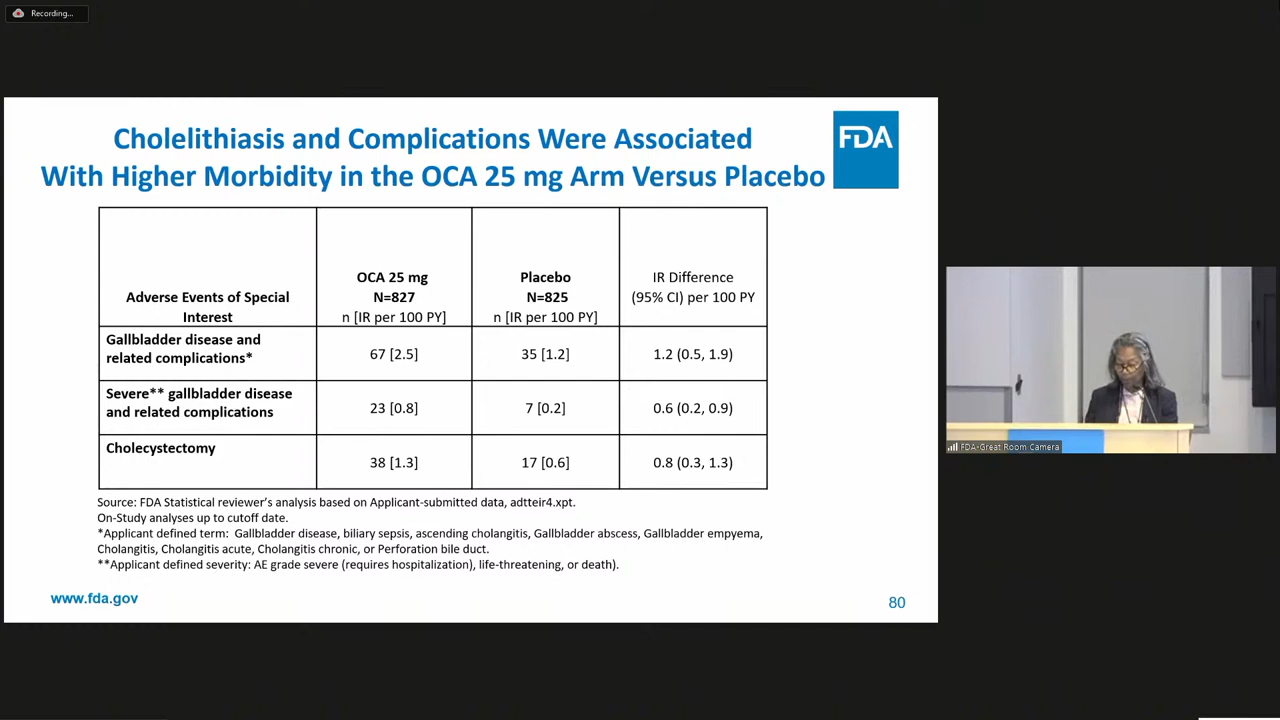 Recording...
Cholelithiasis and Complications Were Associated
With Higher Morbidity in the OCA 25 mg Arm Versus Placebo
FDA
Adverse Events of Special
Interest
OCA 25 mg
N=827
n [IR per 100 PY]
Placebo
N=825
n [IR per 100 PY]
IR Difference
(95% CI) per 100 PY
Gallbladder disease and
related complications*
67 [2.5]
35 [1.2]
1.2 (0.5, 1.9)
Severe** gallbladder disease
and related complications
23 [0.8]
7 [0.2]
0.6 (0.2, 0.9)
Cholecystectomy
38 [1.3]
17 [0.6]
0.8 (0.3, 1.3)
Source: FDA Statistical reviewer's analysis based on Applicant-submitted data, adtteir4.xpt.
On-Study analyses up to cutoff date.
*Applicant defined term: Gallbladder disease, biliary sepsis, ascending cholangitis, Gallbladder abscess, Gallbladder empyema,
Cholangitis, Cholangitis acute, Cholangitis chronic, or Perforation bile duct.
**Applicant defined severity: AE grade severe (requires hospitalization), life-threatening, or death).
www.fda.gov
80
FDA-Great Room Camera